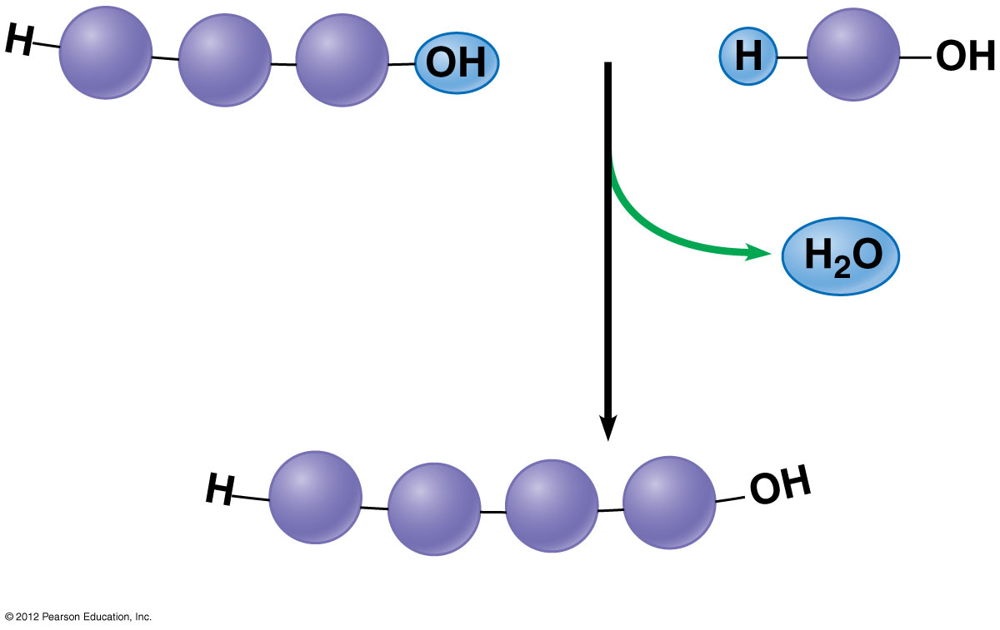 H OH H OH
H₂O
H OH
© 2012 Pearson Education, Inc.